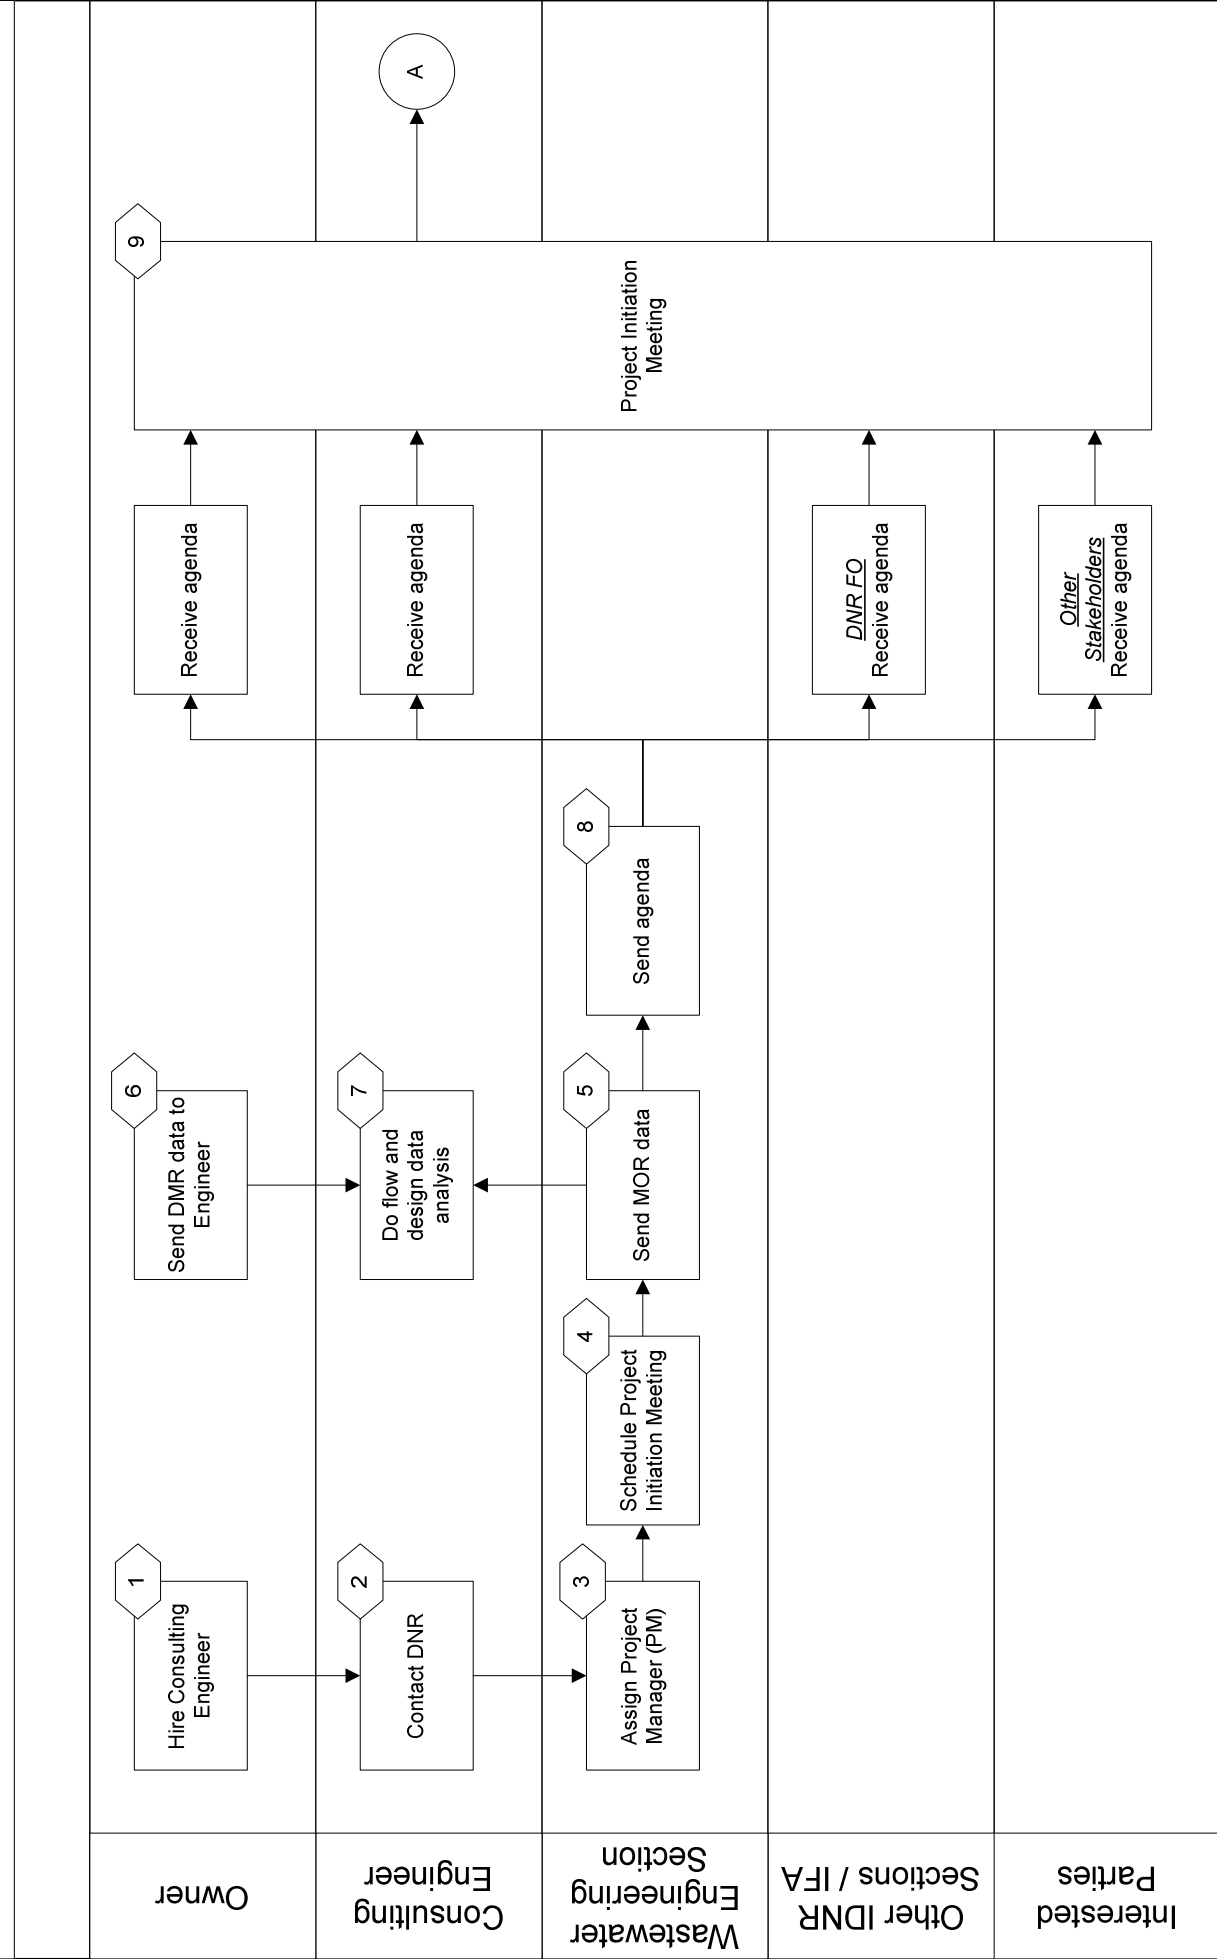 Owner
1
Hire Consulting
Engineer
6
Send DMR data to
Engineer
Receive agenda
9
Project Initiation
Meeting
Consulting
Engineer
2
Contact DNR
7
Do flow and
design data
analysis
Receive agenda
A
Wastewater
Engineering
Section
3
Assign Project
Manager (PM)
4
Schedule Project
Initiation Meeting
5
Send MOR data
8
Send agenda
Other IDNR
Sections / IFA
DNR FO
Receive agenda
Interested
Parties
Other
Stakeholders
Receive agenda